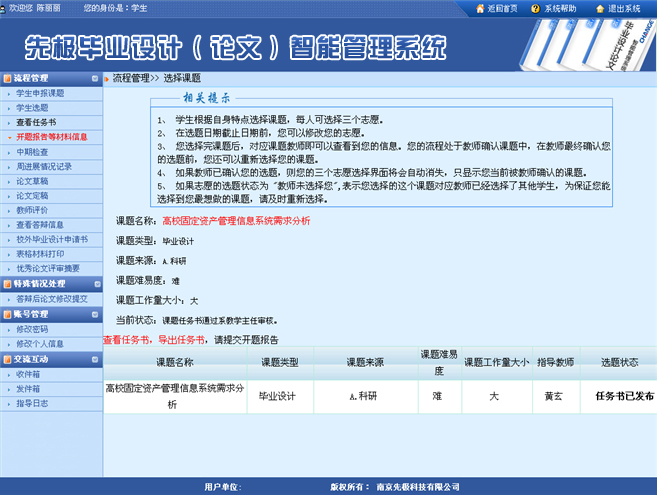 欢迎您 陈丽丽 您的身份是：学生 返回首页 系统帮助 退出系统
先极毕业设计（论文）智能管理系统
毕业设计论文
流程管理 流程管理>> 选择课题
学生申报课题
学生选题
查看任务书
开题报告等材料信息
中期检查
周进展情况记录
论文草稿
论文定稿
教师评价
查看答辩信息
校外毕业设计申请书
表格材料打印
优秀论文评审摘要
特殊情况处理
答辩后论文修改提交
账号管理
修改密码
修改个人信息
交流互动
收件箱
发件箱
指导日志
相关提示
1、 学生根据自身特点选择课题，每人可选择三个志愿。
2、 在选题日期截止日期前，您可以修改您的志愿。
3、 您选择完课题后，对应课题教师即可以查看到您的信息。您的流程处于教师确认课题中，在教师最终确认您
的选题前，您还可以重新选择您的课题。
4、 如果教师已确认您的选题，则您的三个志愿选择界面将会自动消失，只显示您当前被教师确认的课题。
5、 如果志愿的选题状态为 "教师未选择您",表示您选择的这个课题对应教师已经选择了其他学生，为保证您能
选择到您最想做的课题，请及时重新选择。
课题名称：高校固定资产管理信息系统需求分析
课题类型：毕业设计
课题来源：A.科研
课题难易度：难
课题工作量大小：大
当前状态：课题任务书通过系教学主任审核。
查看任务书，导出任务书，请提交开题报告
课题名称 课题类型 课题来源 课题难易度 课题工作量大小 指导教师 选题状态
高校固定资产管理信息系统需求分析 毕业设计 A.科研 难 大 黄玄 任务书已发布
用户单位： 版权所有： 南京先极科技有限公司